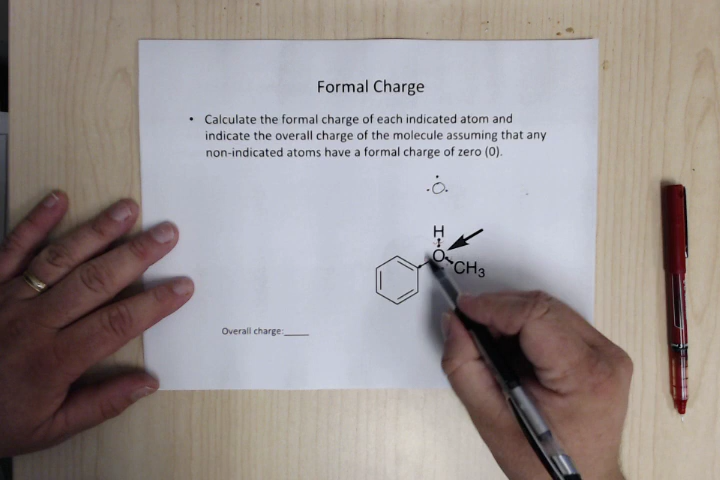 Formal Charge
• Calculate the formal charge of each indicated atom and
indicate the overall charge of the molecule assuming that any
non-indicated atoms have a formal charge of zero (0).
O
H
O
CH3
Overall charge:_____